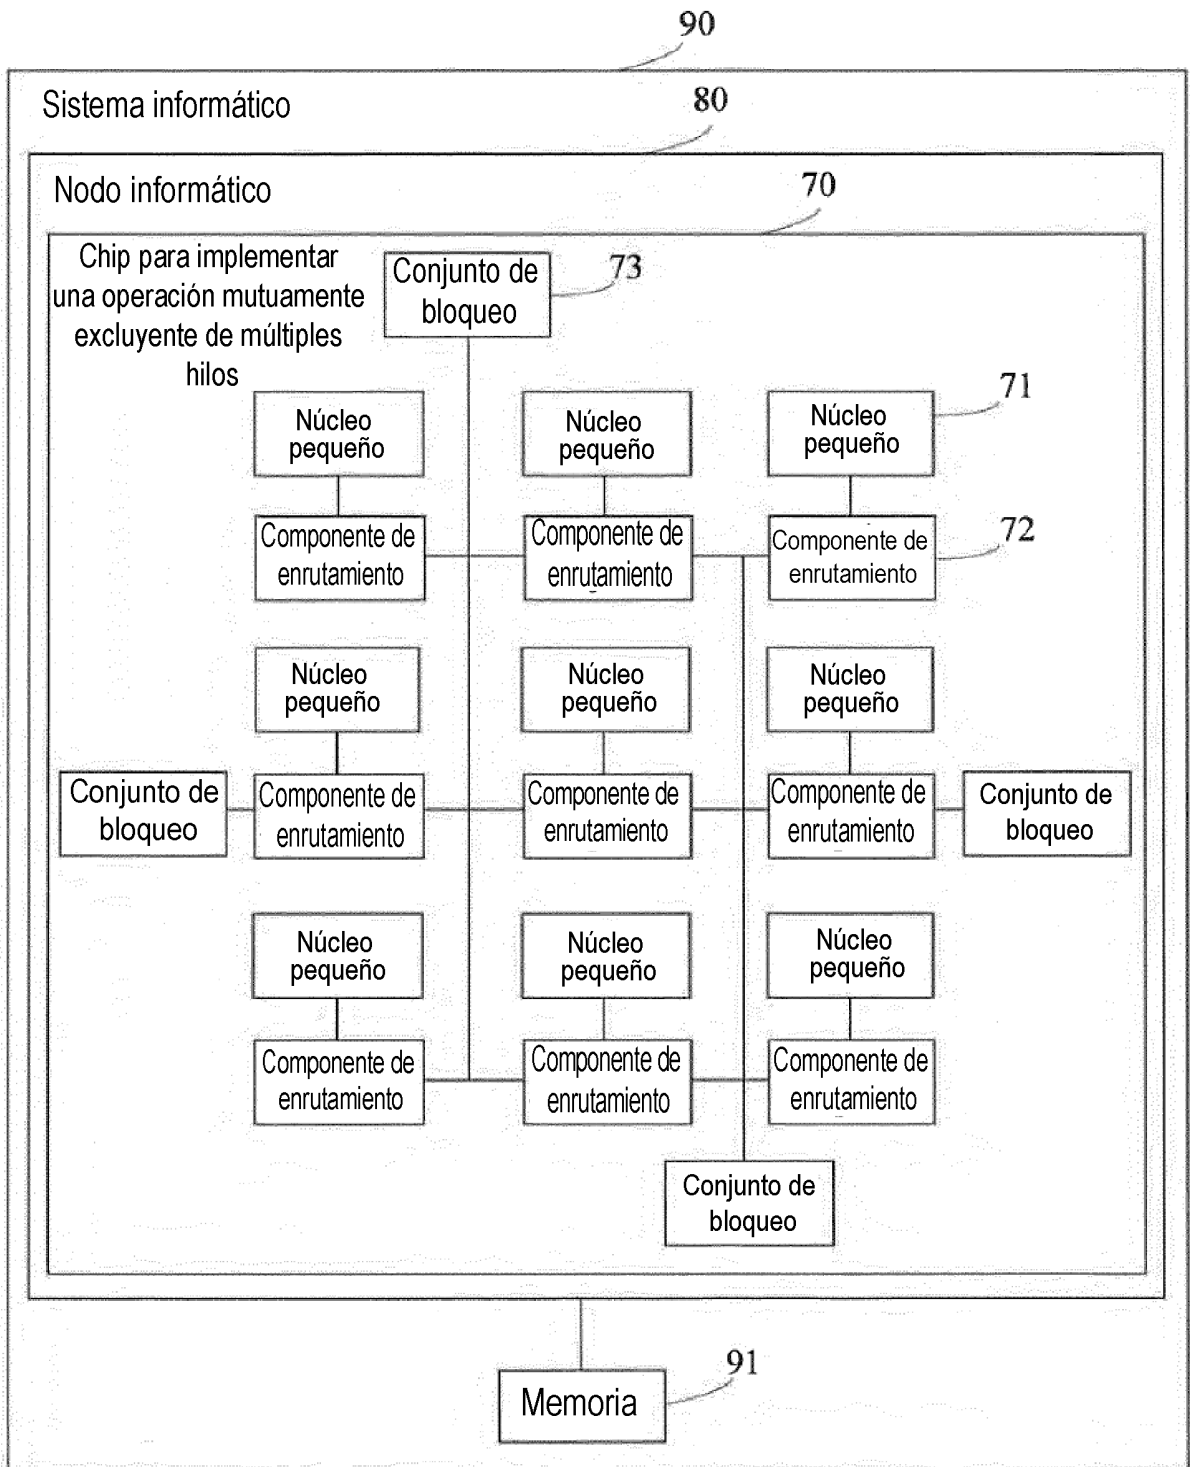 90
Sistema informático
80
Nodo informático
70
Chip para implementar
una operación mutuamente
excluyente de múltiples
hilos
Conjunto de
bloqueo
73
Núcleo
pequeño
Núcleo
pequeño
Núcleo
pequeño
71
Componente de
enrutamiento
Componente de
enrutamiento
Componente de
enrutamiento
72
Núcleo
pequeño
Núcleo
pequeño
Núcleo
pequeño
Conjunto de
bloqueo
Componente de
enrutamiento
Componente de
enrutamiento
Componente de
enrutamiento
Conjunto de
bloqueo
Núcleo
pequeño
Núcleo
pequeño
Núcleo
pequeño
Componente de
enrutamiento
Componente de
enrutamiento
Componente de
enrutamiento
Conjunto de
bloqueo
Memoria
91